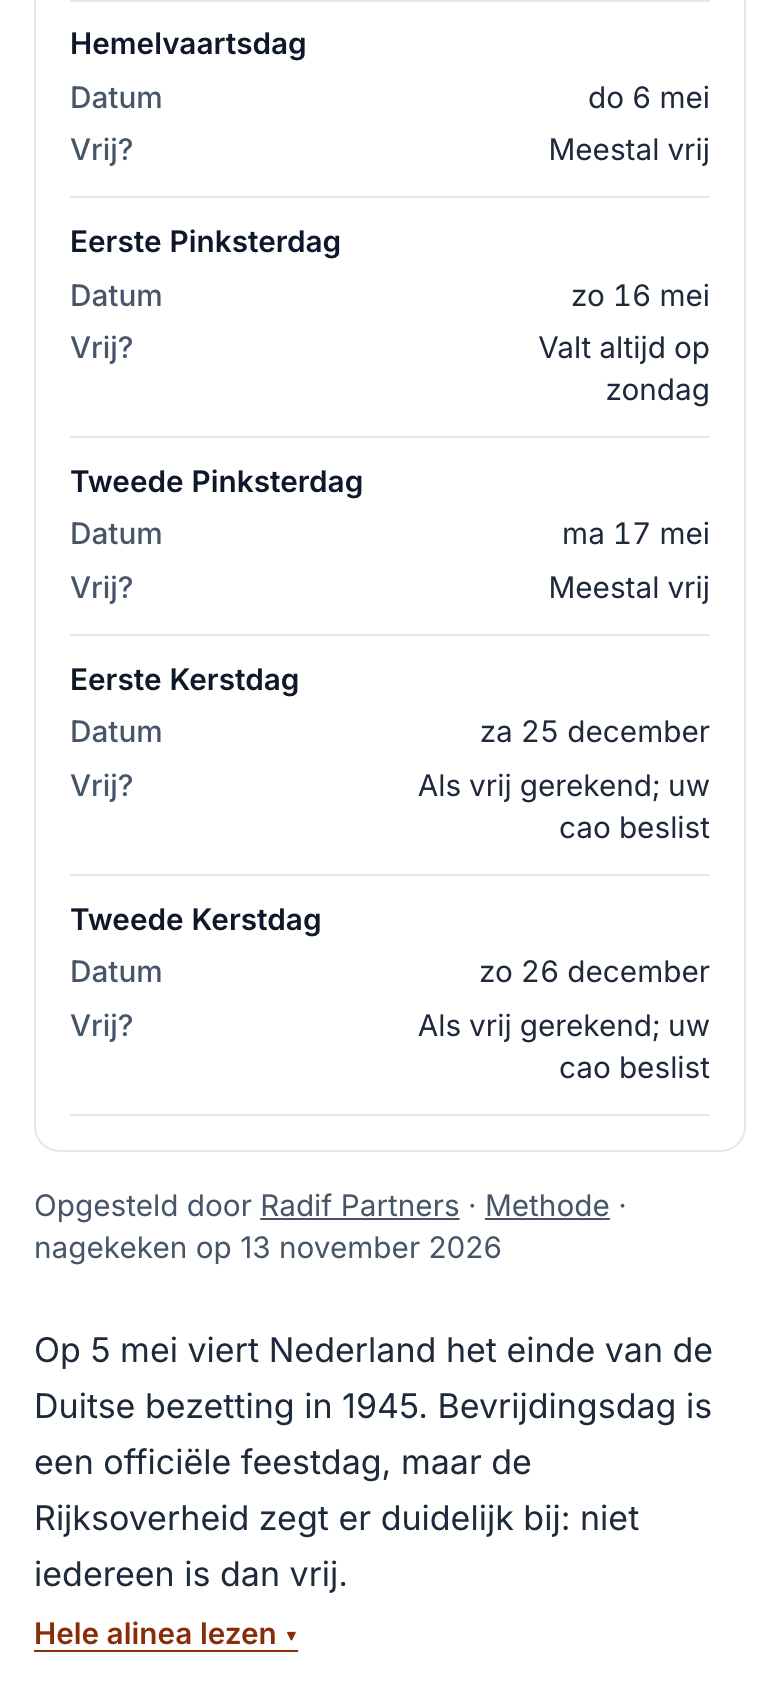 Hemelvaartsdag
Datum do 6 mei
Vrij? Meestal vrij
Eerste Pinksterdag
Datum zo 16 mei
Vrij? Valt altijd op
zondag
Tweede Pinksterdag
Datum ma 17 mei
Vrij? Meestal vrij
Eerste Kerstdag
Datum za 25 december
Vrij? Als vrij gerekend; uw
cao beslist
Tweede Kerstdag
Datum zo 26 december
Vrij? Als vrij gerekend; uw
cao beslist
Opgesteld door Radif Partners · Methode ·
nagekeken op 13 november 2026
Op 5 mei viert Nederland het einde van de
Duitse bezetting in 1945. Bevrijdingsdag is
een officiële feestdag, maar de
Rijksoverheid zegt er duidelijk bij: niet
iedereen is dan vrij.
Hele alinea lezen ▾